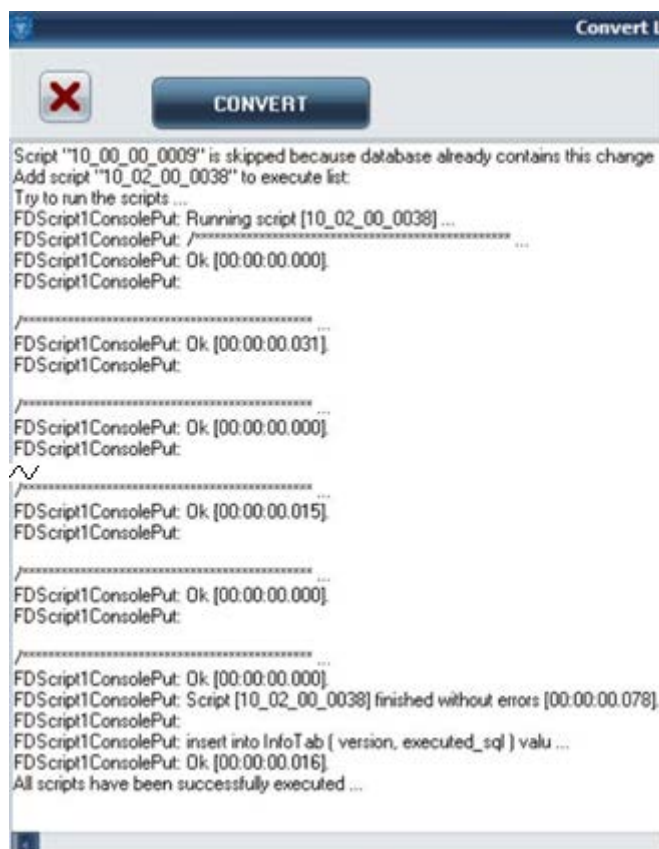 Convert L
CONVERT
Script "10_00_00_0009" is skipped because database already contains this change
Add script "10_02_00_0038" to execute list:
Try to run the scripts ...
FDScript1ConsolePut: Running script [10_02_00_0038] ...
FDScript1ConsolePut: /************************************************** ...
FDScript1ConsolePut: Ok [00:00:00.000].
FDScript1ConsolePut:
/********************************************** ...
FDScript1ConsolePut: Ok [00:00:00.031].
FDScript1ConsolePut:
/********************************************** ...
FDScript1ConsolePut: Ok [00:00:00.000].
FDScript1ConsolePut:
/********************************************** ...
FDScript1ConsolePut: Ok [00:00:00.015].
FDScript1ConsolePut:
/********************************************** ...
FDScript1ConsolePut: Ok [00:00:00.000].
FDScript1ConsolePut:
/********************************************** ...
FDScript1ConsolePut: Ok [00:00:00.000].
FDScript1ConsolePut: Script [10_02_00_0038] finished without errors [00:00:00.078].
FDScript1ConsolePut:
FDScript1ConsolePut: insert into InfoTab ( version, executed_sql ) valu ...
FDScript1ConsolePut: Ok [00:00:00.016].
All scripts have been successfully executed ...